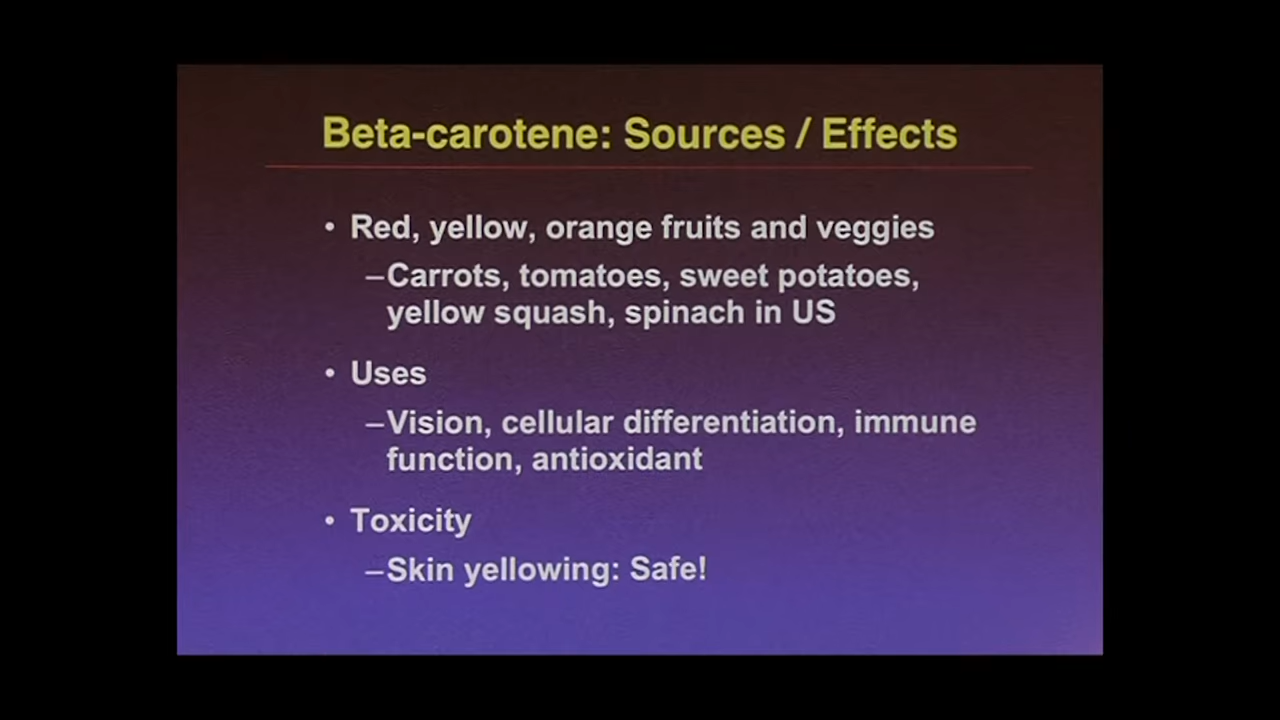 Beta-carotene: Sources / Effects
• Red, yellow, orange fruits and veggies
–Carrots, tomatoes, sweet potatoes,
yellow squash, spinach in US
• Uses
–Vision, cellular differentiation, immune
function, antioxidant
• Toxicity
–Skin yellowing: Safe!